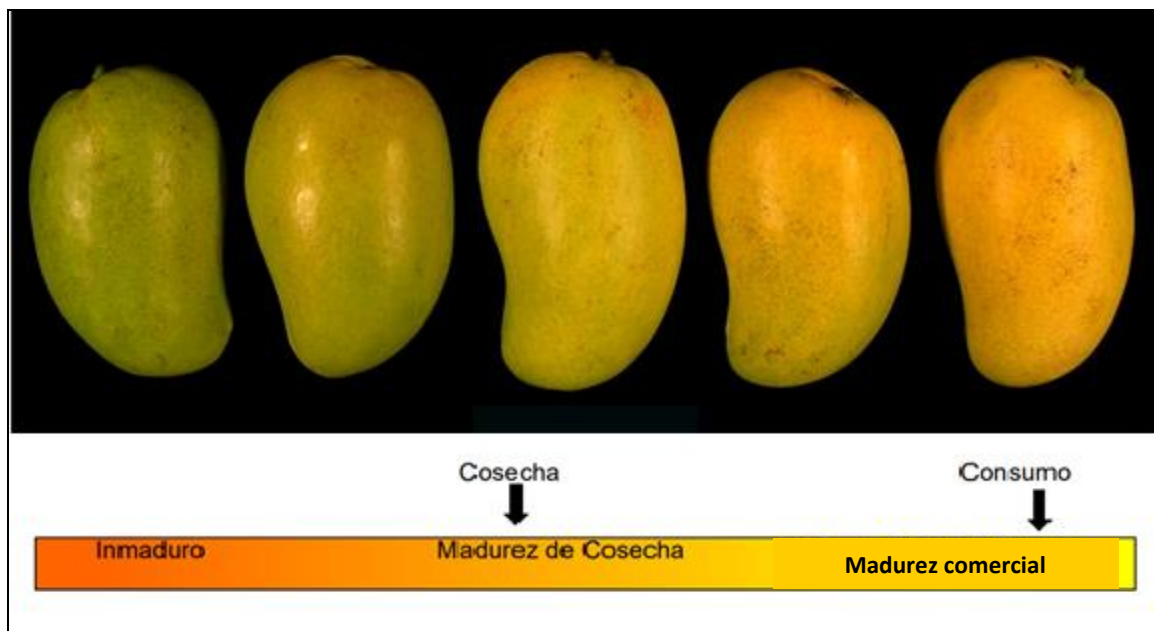 Cosecha
Consumo
Inmaduro
Madurez de Cosecha
Madurez comercial